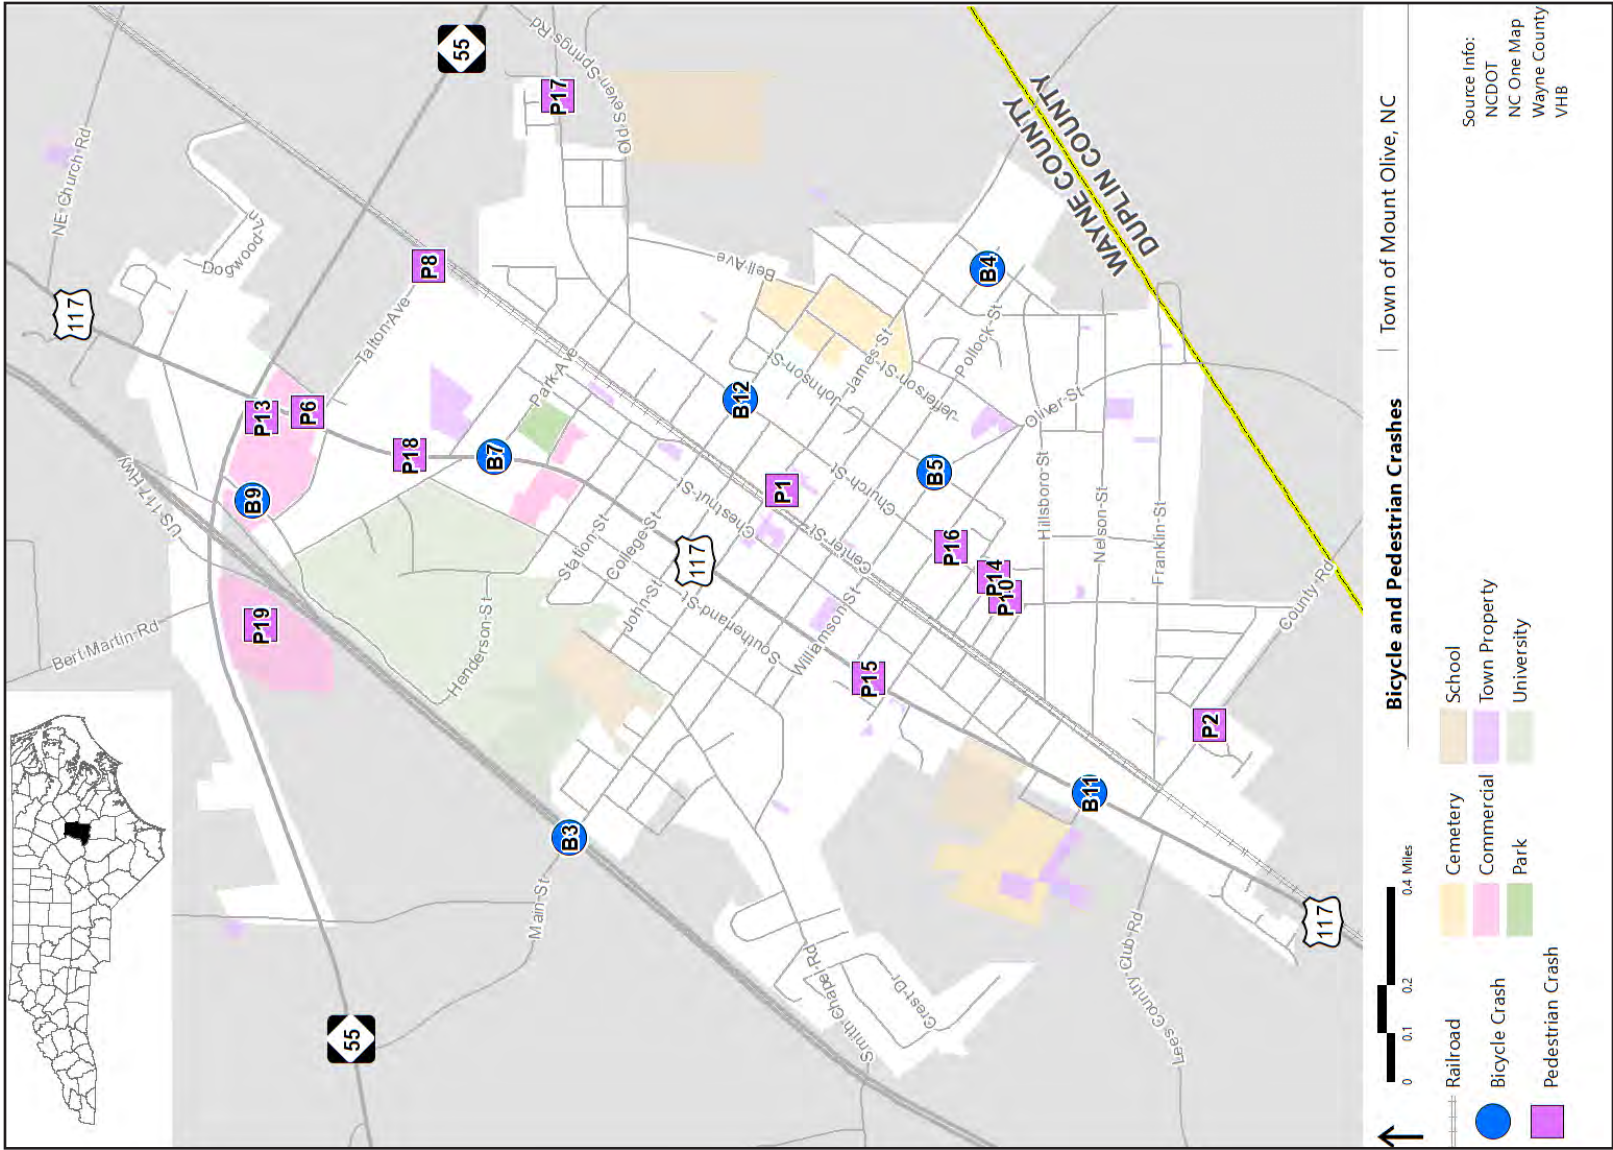 NE Church Rd
Dogwood Ln
117
Talton Ave
55
Old Seven Springs Rd
P17
P8
P13
P6
P18
B7
B9
US 117 Hwy
P19
Bert Martin Rd
Henderson St
Park Ave
Bell Ave
B12
Johnson St
James St
Jefferson St
Pollock St
B4
WAYNE COUNTY
DUPLIN COUNTY
Oliver St
B5
Church St
P1
Chestnut St
Center St
Station St
College St
117
John St
Southerland St
Williamson St
P16
P14
P10
Hillsboro St
Nelson St
Franklin St
County Rd
P15
P2
B11
B3
Main St
55
Smith Chapel Rd
Crest Dr
Lees Country Club Rd
117
Bicycle and Pedestrian Crashes
Town of Mount Olive, NC
0
0.1
0.2
0.4 Miles
Railroad
Bicycle Crash
Pedestrian Crash
Cemetery
Commercial
Park
School
Town Property
University
Source Info:
NCDOT
NC One Map
Wayne County
VHB